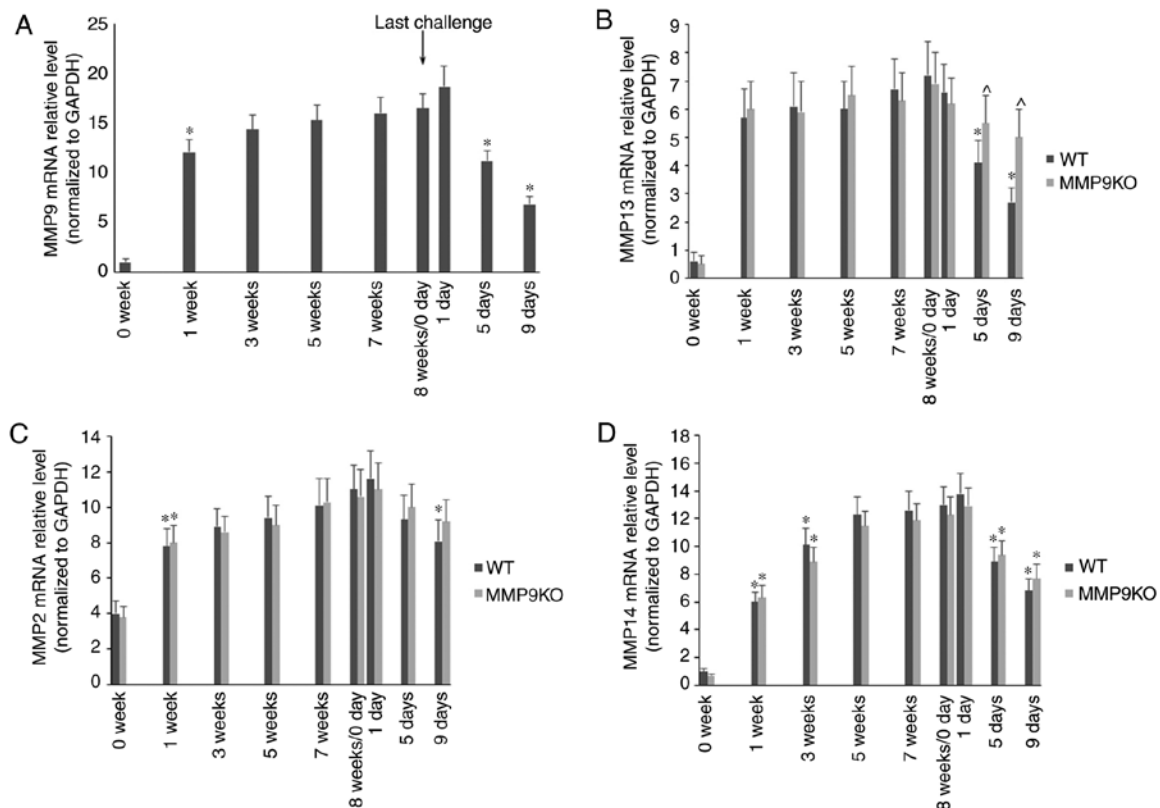 A
Last challenge
MMP9 mRNA relative level
(normalized to GAPDH)
25
20
15
10
5
0
*
*
*
0 week
1 week
3 weeks
5 weeks
7 weeks
8 weeks/0 day
1 day
5 days
9 days
B
MMP13 mRNA relative level
(normalized to GAPDH)
9
8
7
6
5
4
3
2
1
0
*
^
*
^
WT
MMP9KO
0 week
1 week
3 weeks
5 weeks
7 weeks
8 weeks/0 day
1 day
5 days
9 days
C
MMP2 mRNA relative level
(normalized to GAPDH)
14
12
10
8
6
4
2
0
* *
*
WT
MMP9KO
0 week
1 week
3 weeks
5 weeks
7 weeks
8 weeks/0 day
1 day
5 days
9 days
D
MMP14 mRNA relative level
(normalized to GAPDH)
18
16
14
12
10
8
6
4
2
0
* *
* *
* *
* *
WT
MMP9KO
0 week
1 week
3 weeks
5 weeks
7 weeks
8 weeks/0 day
1 day
5 days
9 days